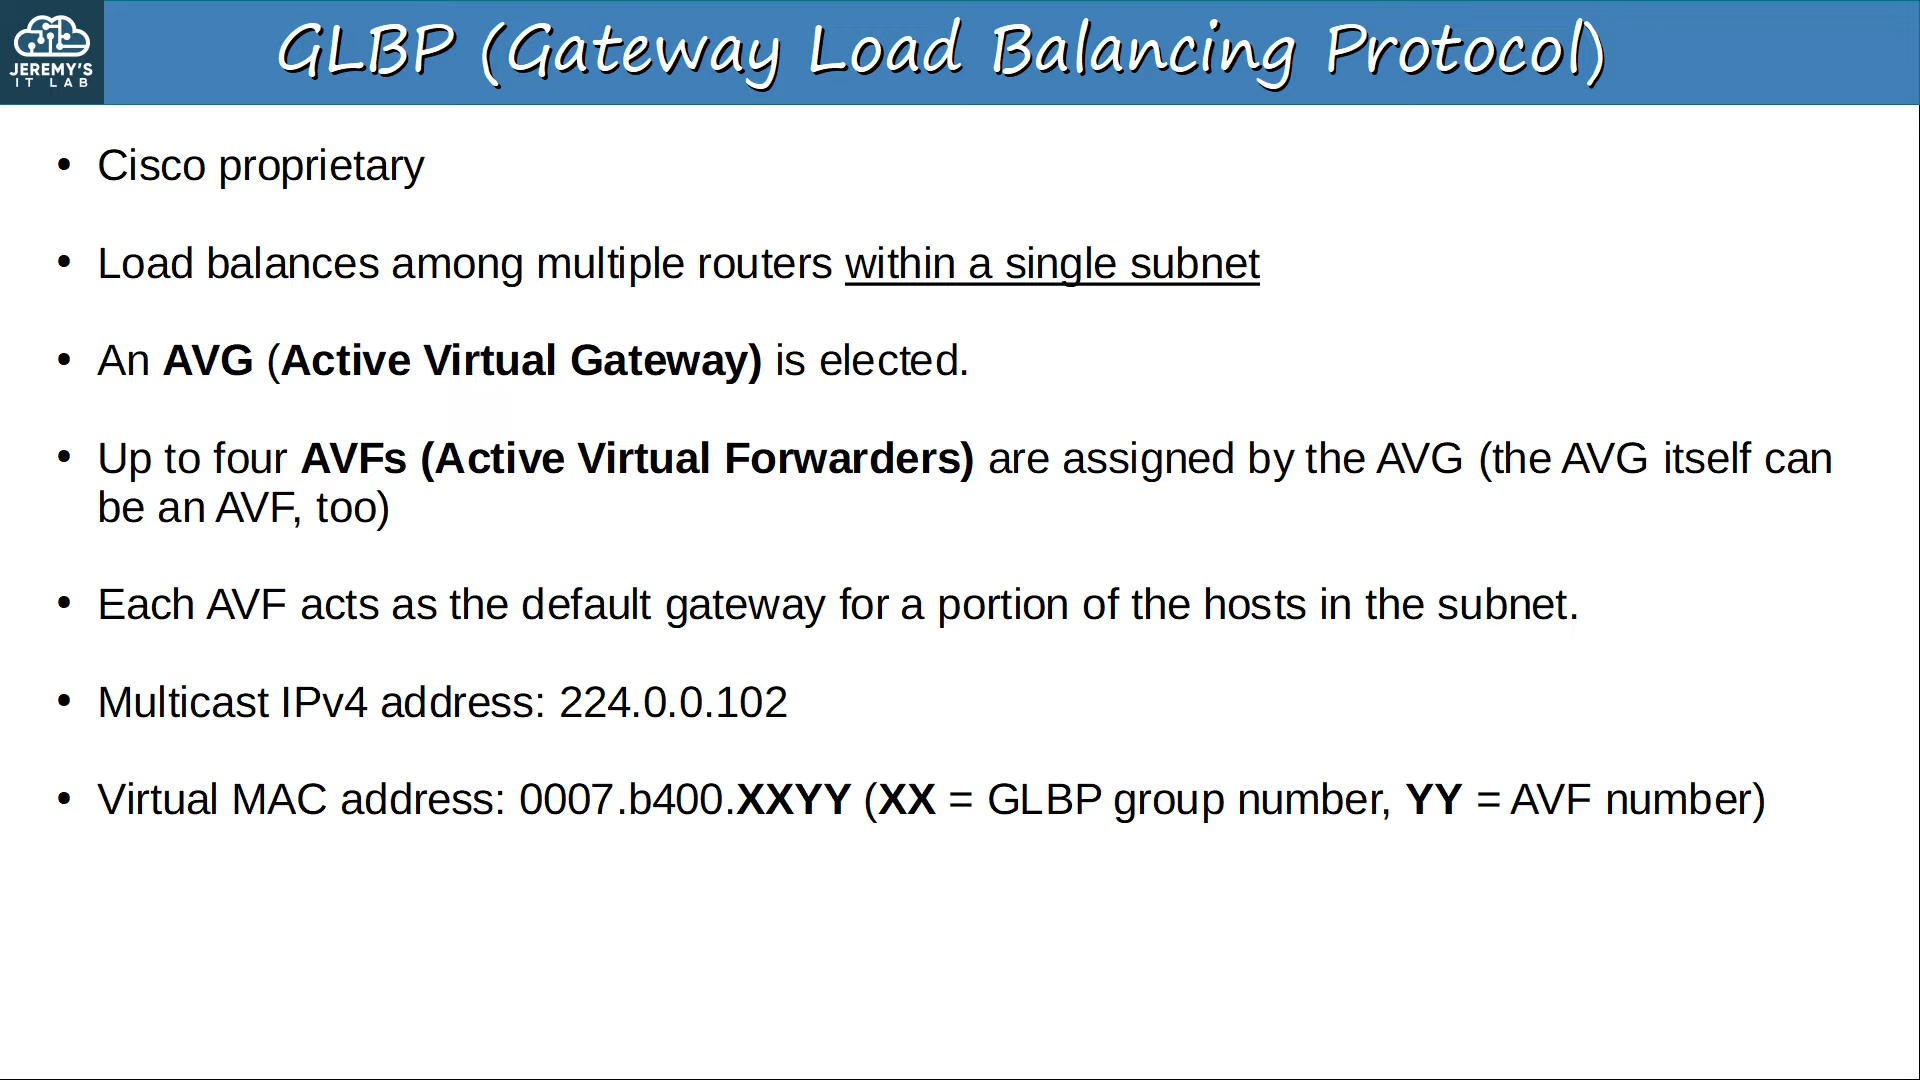 JEREMY'S
IT LAB
GLBP (Gateway Load Balancing Protocol)
• Cisco proprietary
• Load balances among multiple routers within a single subnet
• An AVG (Active Virtual Gateway) is elected.
• Up to four AVFs (Active Virtual Forwarders) are assigned by the AVG (the AVG itself can
be an AVF, too)
• Each AVF acts as the default gateway for a portion of the hosts in the subnet.
• Multicast IPv4 address: 224.0.0.102
• Virtual MAC address: 0007.b400.XXYY (XX = GLBP group number, YY = AVF number)